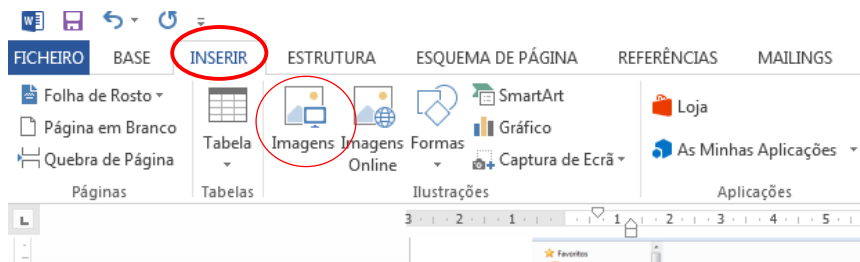 FICHEIRO BASE INSERIR ESTRUTURA ESQUEMA DE PÁGINA REFERÊNCIAS MAILINGS
Folha de Rosto
Página em Branco
Quebra de Página
Páginas
Tabela
Tabelas
Imagens
Imagens
Online
Formas
SmartArt
Gráfico
Captura de Ecrã
Ilustrações
Loja
As Minhas Aplicações
Aplicações
L
3 2 1 1 2 3 4 5
Favoritos